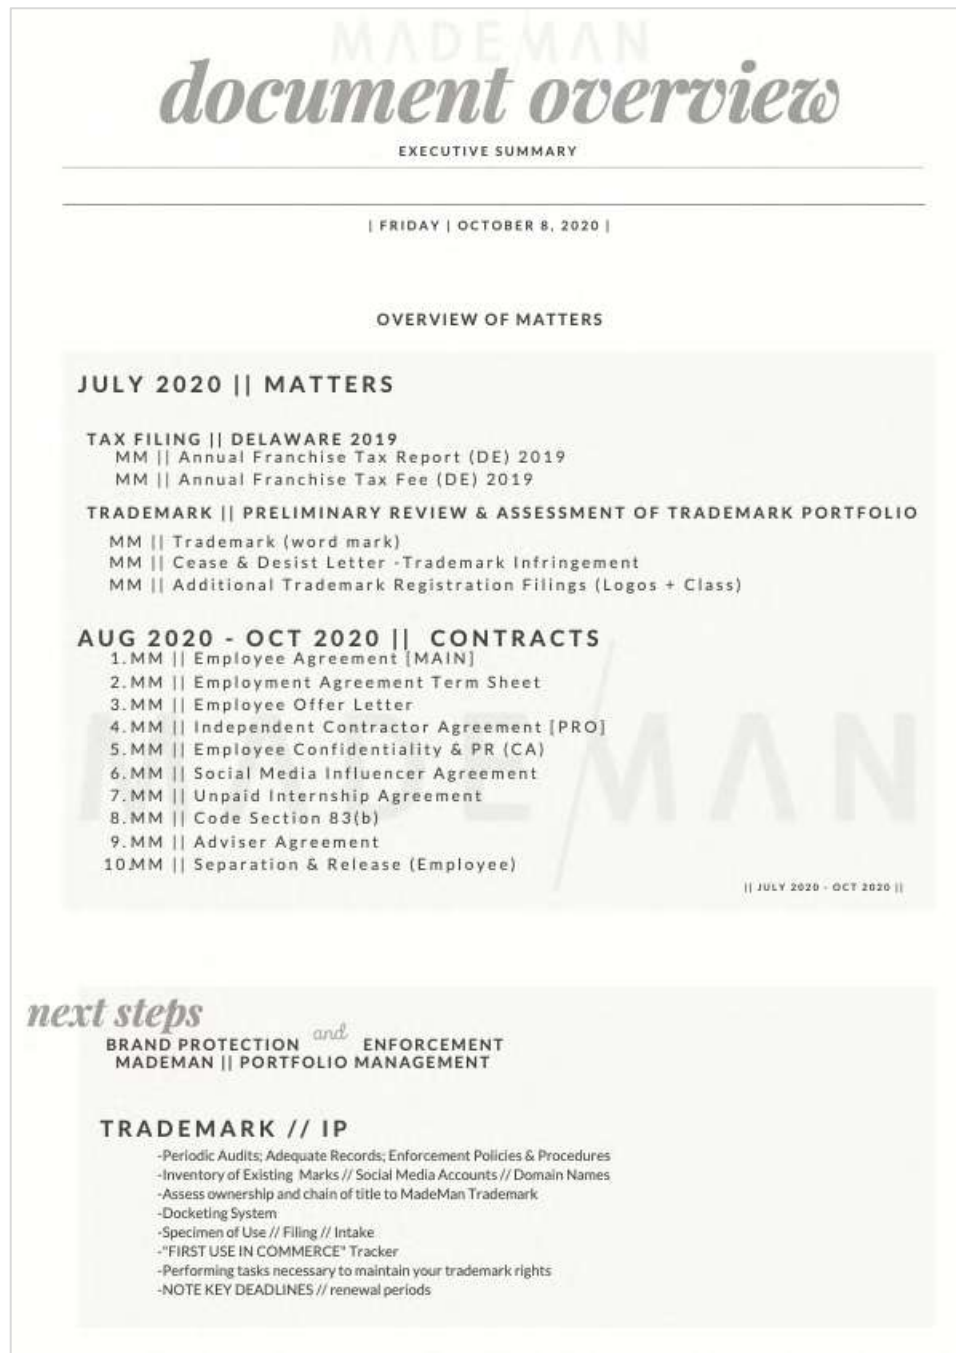 MADEMAN
document overview
EXECUTIVE SUMMARY
| FRIDAY | OCTOBER 8, 2020 |
OVERVIEW OF MATTERS
JULY 2020 || MATTERS
TAX FILING || DELAWARE 2019
MM || Annual Franchise Tax Report (DE) 2019
MM || Annual Franchise Tax Fee (DE) 2019
TRADEMARK || PRELIMINARY REVIEW & ASSESSMENT OF TRADEMARK PORTFOLIO
MM || Trademark (word mark)
MM || Cease & Desist Letter -Trademark Infringement
MM || Additional Trademark Registration Filings (Logos + Class)
AUG 2020 - OCT 2020 || CONTRACTS
1. MM || Employee Agreement [MAIN]
2. MM || Employment Agreement Term Sheet
3. MM || Employee Offer Letter
4. MM || Independent Contractor Agreement [PRO]
5. MM || Employee Confidentiality & PR (CA)
6. MM || Social Media Influencer Agreement
7. MM || Unpaid Internship Agreement
8. MM || Code Section 83(b)
9. MM || Adviser Agreement
10. MM || Separation & Release (Employee)
MADE/MAN
|| JULY 2020 - OCT 2020 ||
next steps
BRAND PROTECTION and ENFORCEMENT
MADEMAN || PORTFOLIO MANAGEMENT
TRADEMARK // IP
-Periodic Audits; Adequate Records; Enforcement Policies & Procedures
-Inventory of Existing Marks // Social Media Accounts // Domain Names
-Assess ownership and chain of title to MadeMan Trademark
-Docketing System
-Specimen of Use // Filing // Intake
-"FIRST USE IN COMMERCE" Tracker
-Performing tasks necessary to maintain your trademark rights
-NOTE KEY DEADLINES // renewal periods